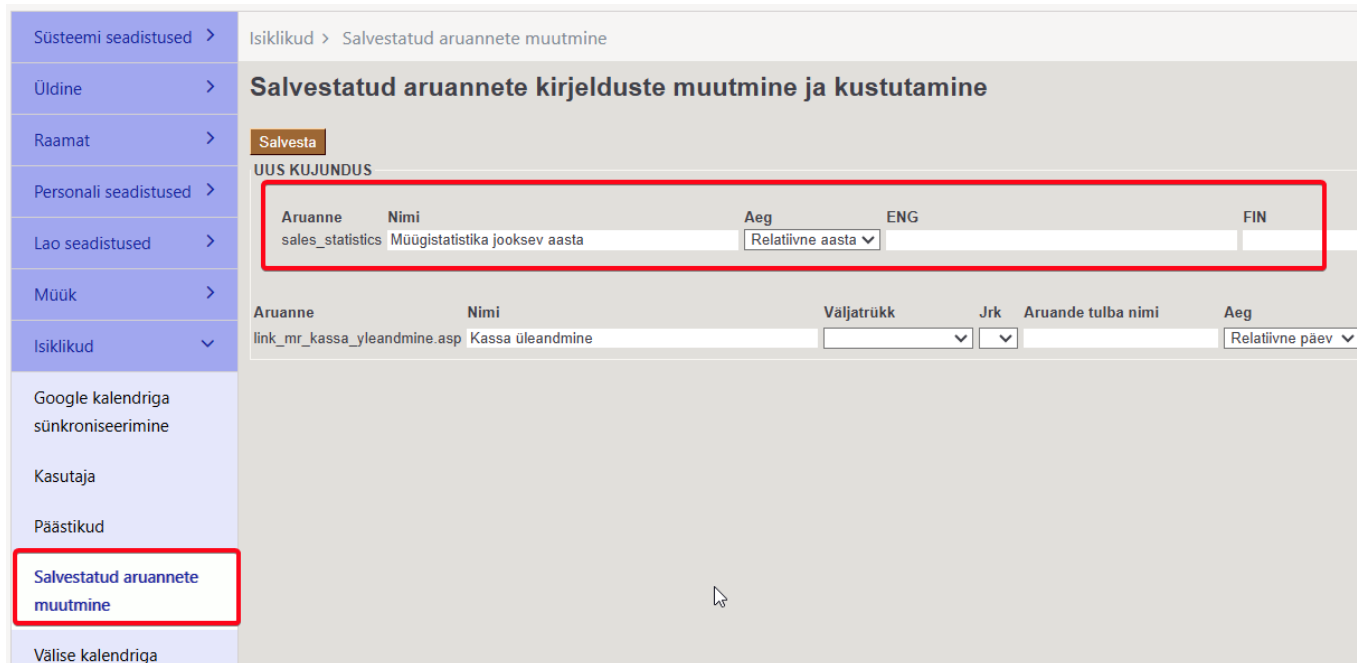 Süsteemi seadistused
Üldine
Raamat
Personali seadistused
Lao seadistused
Müük
Isiklikud
Google kalendriga
sünkroniseerimine
Kasutaja
Päästikud
Salvestatud aruannete
muutmine
Välise kalendriga
Isiklikud > Salvestatud aruannete muutmine
Salvestatud aruannete kirjelduste muutmine ja kustutamine
Salvesta
UUS KUJUNDUS
Aruanne Nimi Aeg ENG FIN
sales_statistics Müügistatistika jooksev aasta Relatiivne aasta
Aruanne Nimi Väljatrükk Jrk Aruande tulba nimi Aeg
link_mr_kassa_yleandmine.asp Kassa üleandmine Relatiivne päev